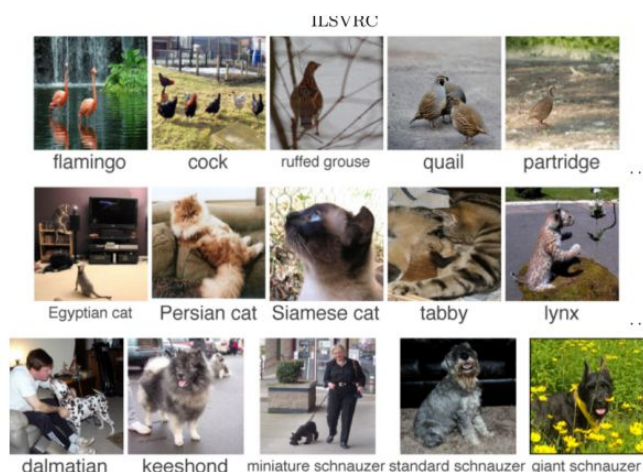 ILSVRC
flamingo cock ruffed grouse quail partridge
...
Egyptian cat Persian cat Siamese cat tabby lynx
...
dalmatian keeshond miniature schnauzer standard schnauzer giant schnauzer